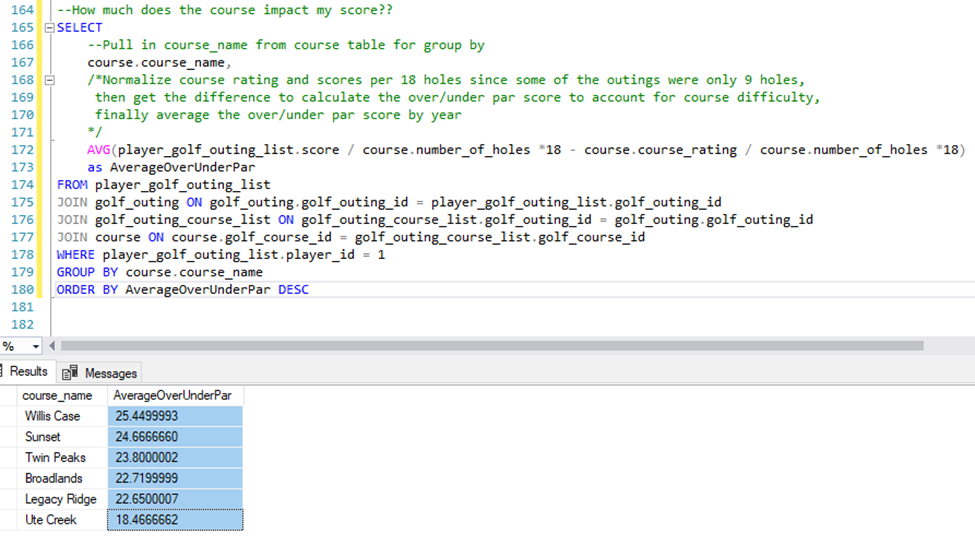 164 --How much does the course impact my score??
165 SELECT
166 --Pull in course_name from course table for group by
167 course.course_name,
168 /*Normalize course rating and scores per 18 holes since some of the outings were only 9 holes,
169 then get the difference to calculate the over/under par score to account for course difficulty,
170 finally average the over/under par score by year
171 */
172 AVG(player_golf_outing_list.score / course.number_of_holes *18 - course.course_rating / course.number_of_holes *18)
173 as AverageOverUnderPar
174 FROM player_golf_outing_list
175 JOIN golf_outing ON golf_outing.golf_outing_id = player_golf_outing_list.golf_outing_id
176 JOIN golf_outing_course_list ON golf_outing_course_list.golf_outing_id = golf_outing.golf_outing_id
177 JOIN course ON course.golf_course_id = golf_outing_course_list.golf_course_id
178 WHERE player_golf_outing_list.player_id = 1
179 GROUP BY course.course_name
180 ORDER BY AverageOverUnderPar DESC
181
182
%
Results Messages
course_name AverageOverUnderPar
Willis Case 25.4499993
Sunset 24.6666660
Twin Peaks 23.8000002
Broadlands 22.7199999
Legacy Ridge 22.6500007
Ute Creek 18.4666662